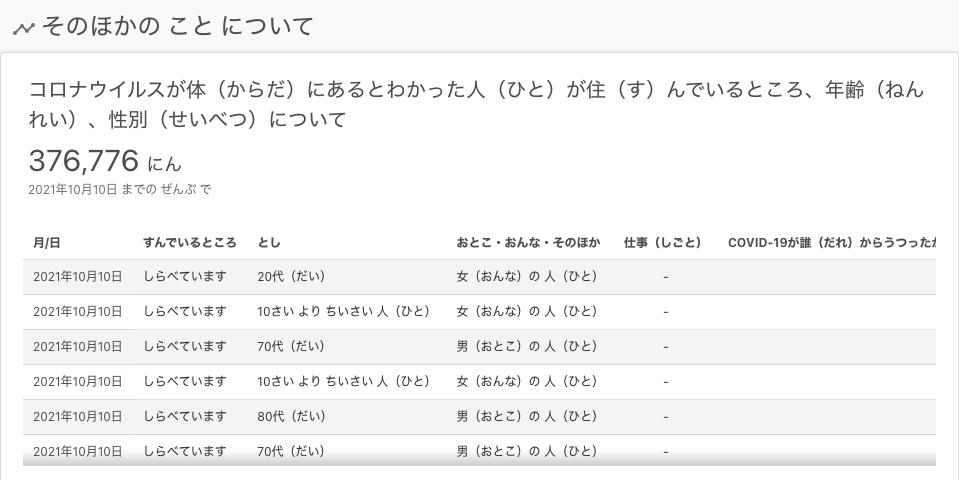 そのほかの こと について
コロナウイルスが体（からだ）にあるとわかった人（ひと）が住（す）んでいるところ、年齢（ねん
れい）、性別（せいべつ）について
376,776 にん
2021年10月10日 までの ぜんぶ で
月/日 すんでいるところ とし おとこ・おんな・そのほか 仕事（しごと） COVID-19が誰（だれ）からうつった
2021年10月10日 しらべています 20代（だい） 女（おんな）の 人（ひと） -
2021年10月10日 しらべています 10さい より ちいさい 人（ひと） 女（おんな）の 人（ひと） -
2021年10月10日 しらべています 70代（だい） 男（おとこ）の 人（ひと） -
2021年10月10日 しらべています 10さい より ちいさい 人（ひと） 女（おんな）の 人（ひと） -
2021年10月10日 しらべています 80代（だい） 男（おとこ）の 人（ひと） -
2021年10月10日 しらべています 70代（だい） 男（おとこ）の 人（ひと） -